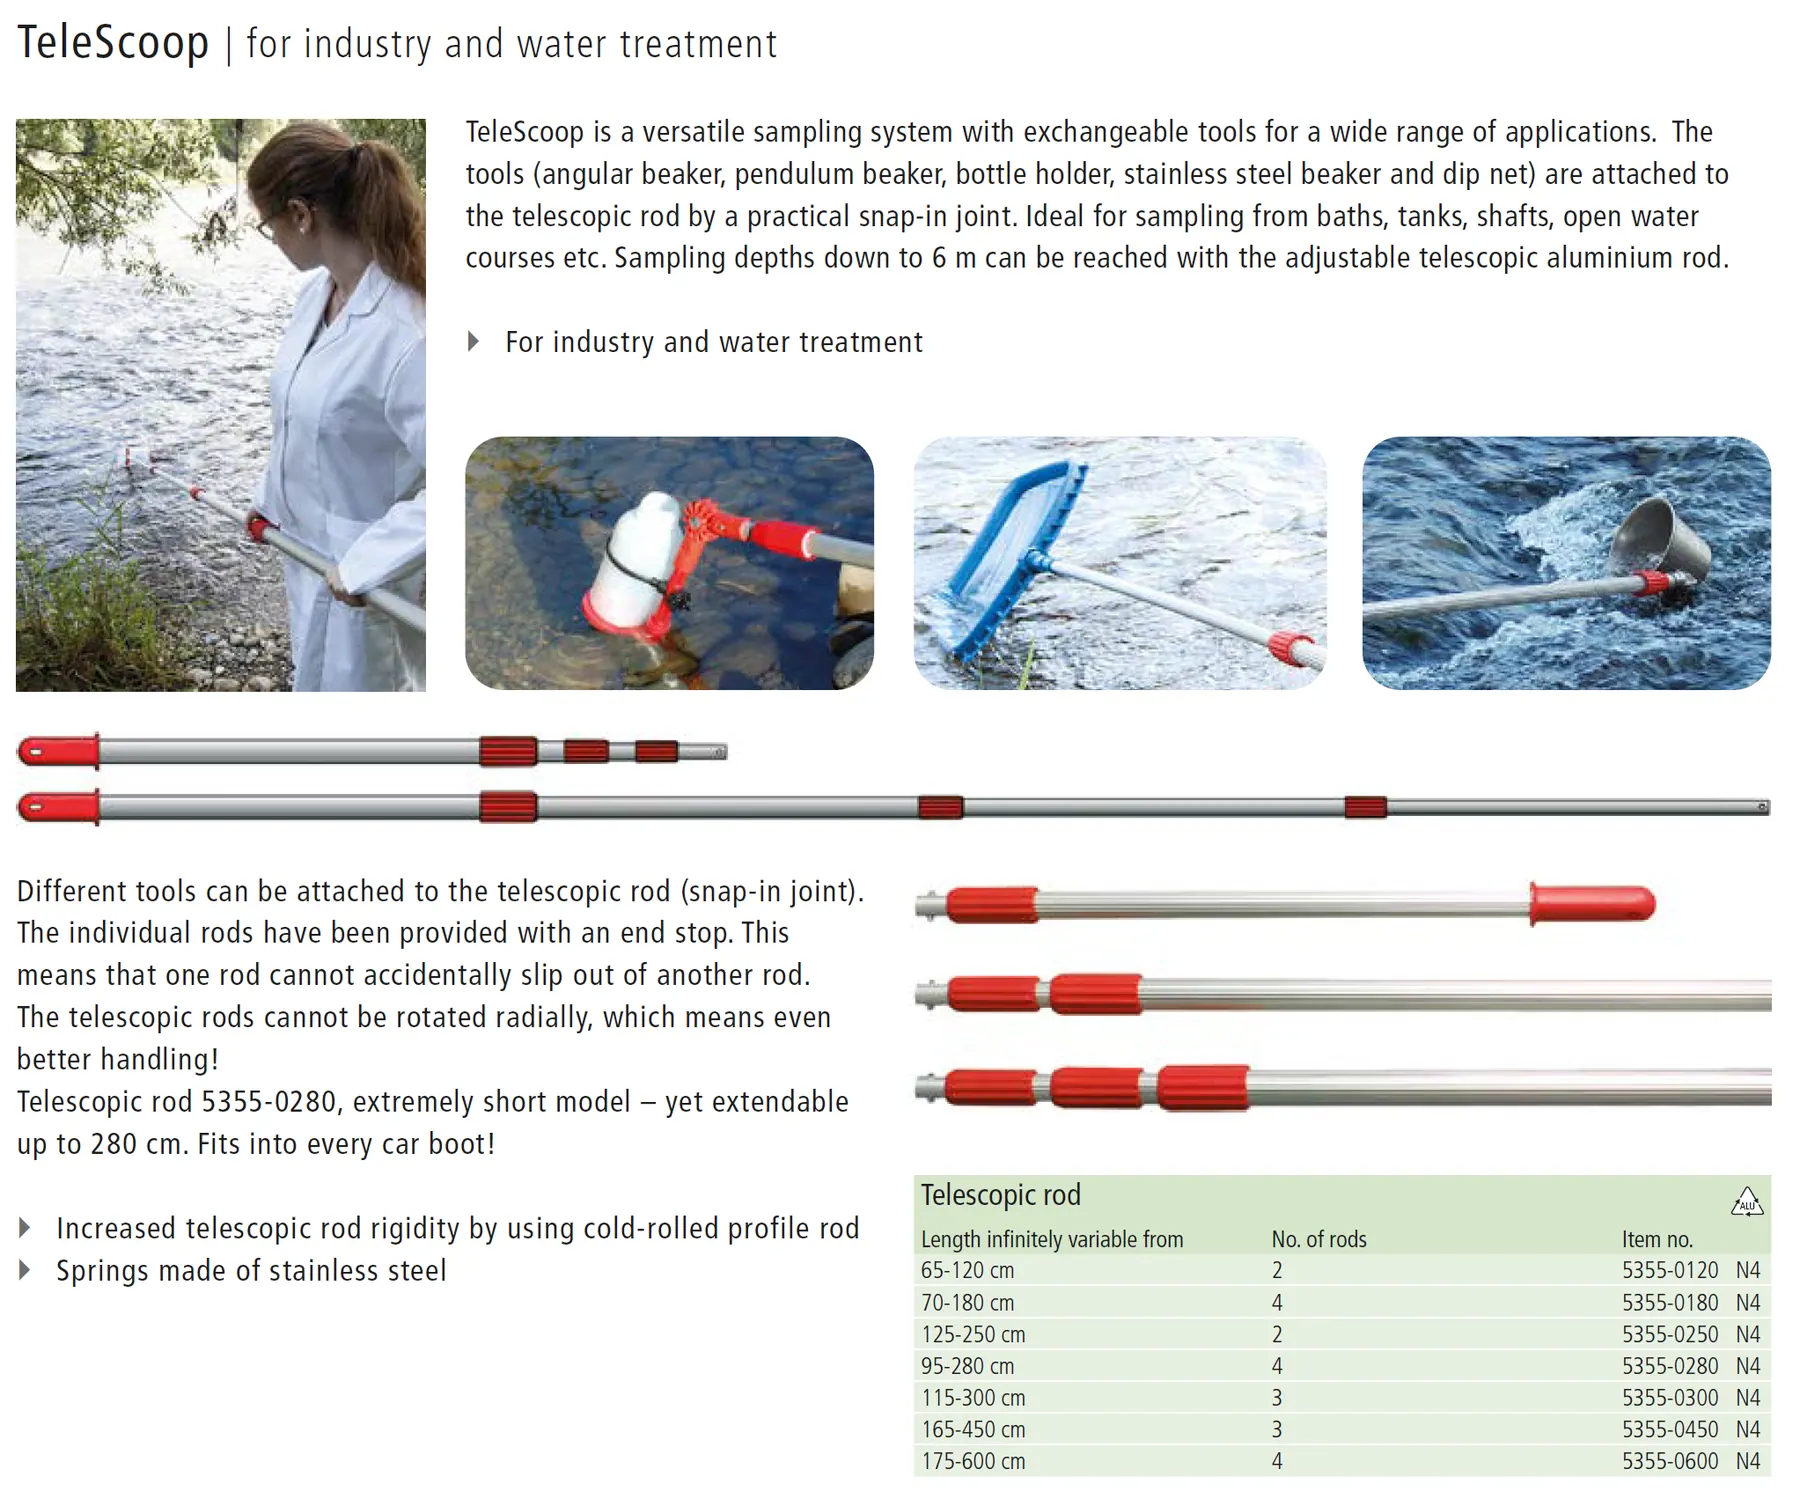 TeleScoop | for industry and water treatment
TeleScoop is a versatile sampling system with exchangeable tools for a wide range of applications. The
tools (angular beaker, pendulum beaker, bottle holder, stainless steel beaker and dip net) are attached to
the telescopic rod by a practical snap-in joint. Ideal for sampling from baths, tanks, shafts, open water
courses etc. Sampling depths down to 6 m can be reached with the adjustable telescopic aluminium rod.
For industry and water treatment
Different tools can be attached to the telescopic rod (snap-in joint).
The individual rods have been provided with an end stop. This
means that one rod cannot accidentally slip out of another rod.
The telescopic rods cannot be rotated radially, which means even
better handling!
Telescopic rod 5355-0280, extremely short model – yet extendable
up to 280 cm. Fits into every car boot!
Increased telescopic rod rigidity by using cold-rolled profile rod
Springs made of stainless steel
Telescopic rod ALU
Length infinitely variable from No. of rods Item no.
65-120 cm 2 5355-0120 N4
70-180 cm 4 5355-0180 N4
125-250 cm 2 5355-0250 N4
95-280 cm 4 5355-0280 N4
115-300 cm 3 5355-0300 N4
165-450 cm 3 5355-0450 N4
175-600 cm 4 5355-0600 N4